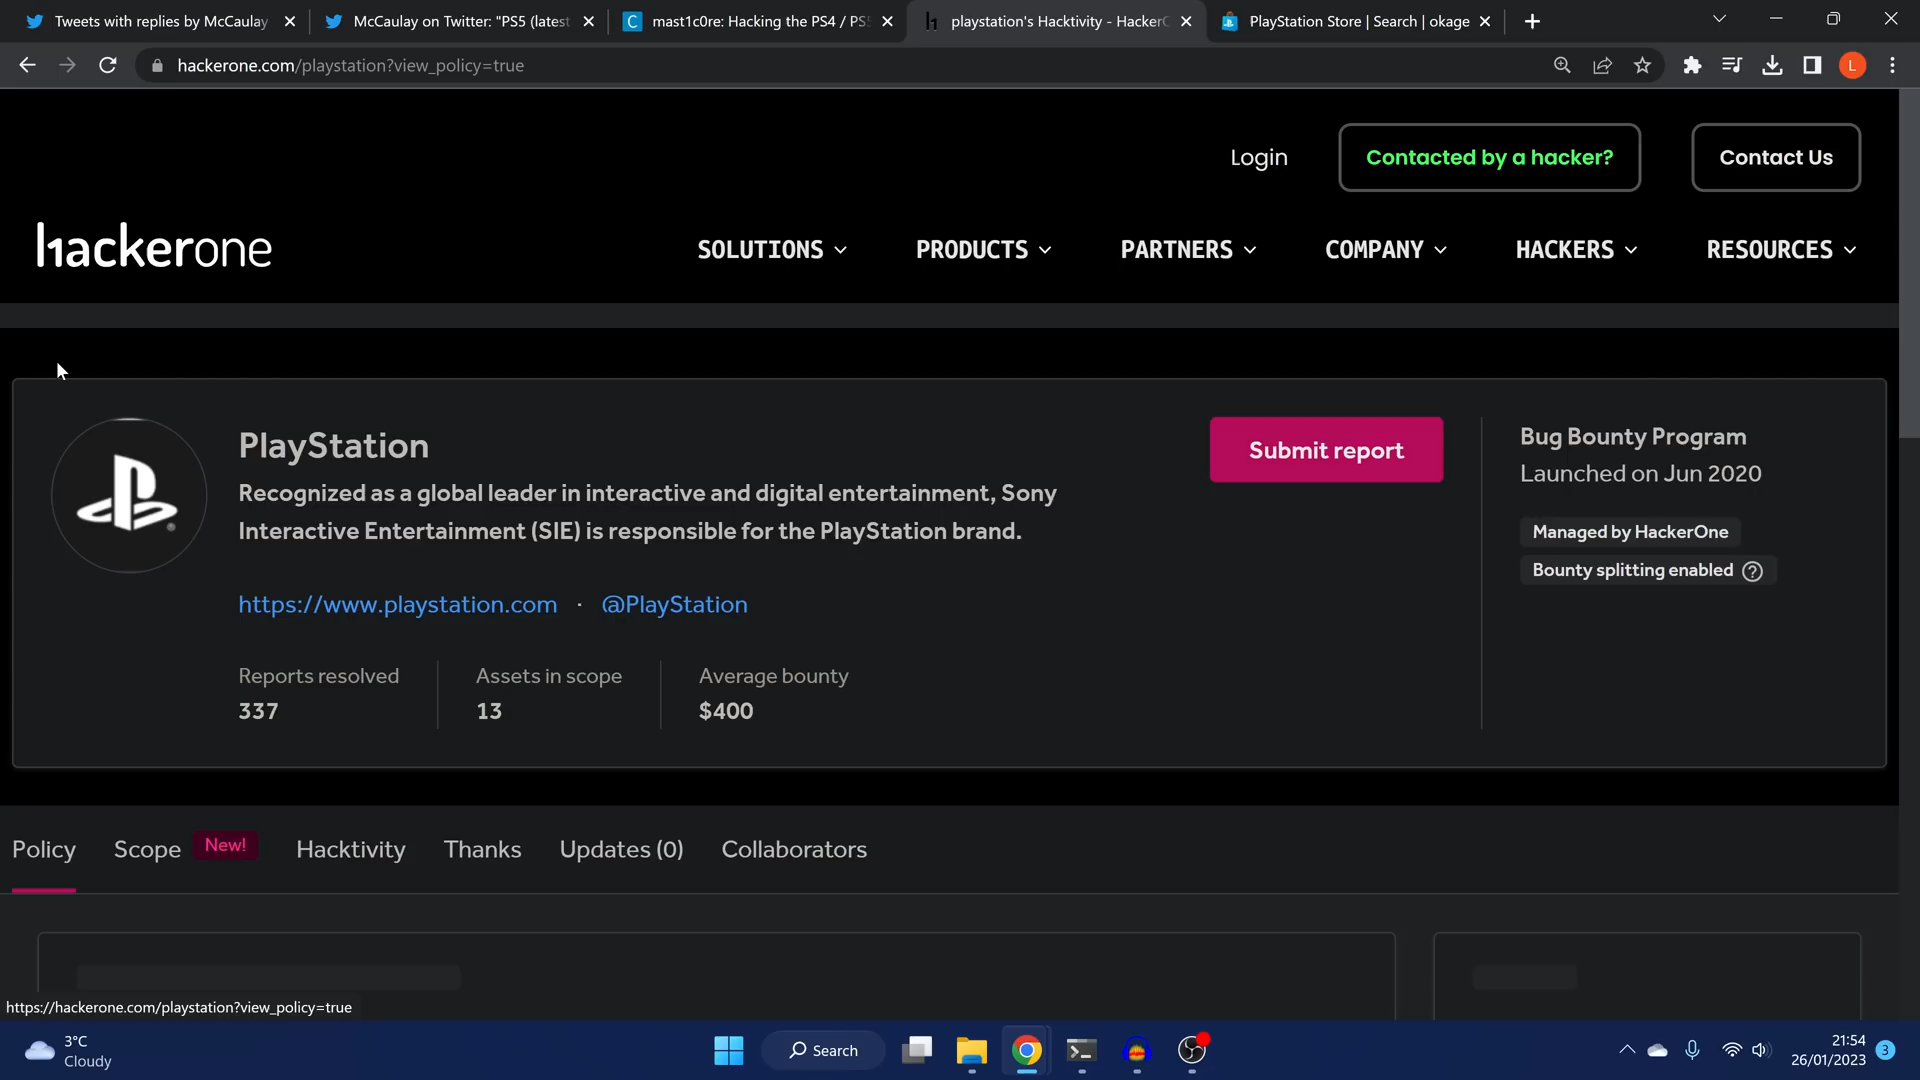 Tweets with replies by McCaulay
McCaulay on Twitter: "PS5 (latest
mast1c0re: Hacking the PS4 / PS5
playstation's Hacktivity - HackerO
PlayStation Store | Search | okage
hackerone.com/playstation?view_policy=true
L
Login
Contacted by a hacker?
Contact Us
hackerone
SOLUTIONS
PRODUCTS
PARTNERS
COMPANY
HACKERS
RESOURCES
PlayStation
Recognized as a global leader in interactive and digital entertainment, Sony
Interactive Entertainment (SIE) is responsible for the PlayStation brand.
https://www.playstation.com · @PlayStation
Submit report
Bug Bounty Program
Launched on Jun 2020
Managed by HackerOne
Bounty splitting enabled ?
Reports resolved
337
Assets in scope
13
Average bounty
$400
Policy
Scope
New!
Hacktivity
Thanks
Updates (0)
Collaborators
https://hackerone.com/playstation?view_policy=true
3°C
Cloudy
Search
21:54
26/01/2023
3